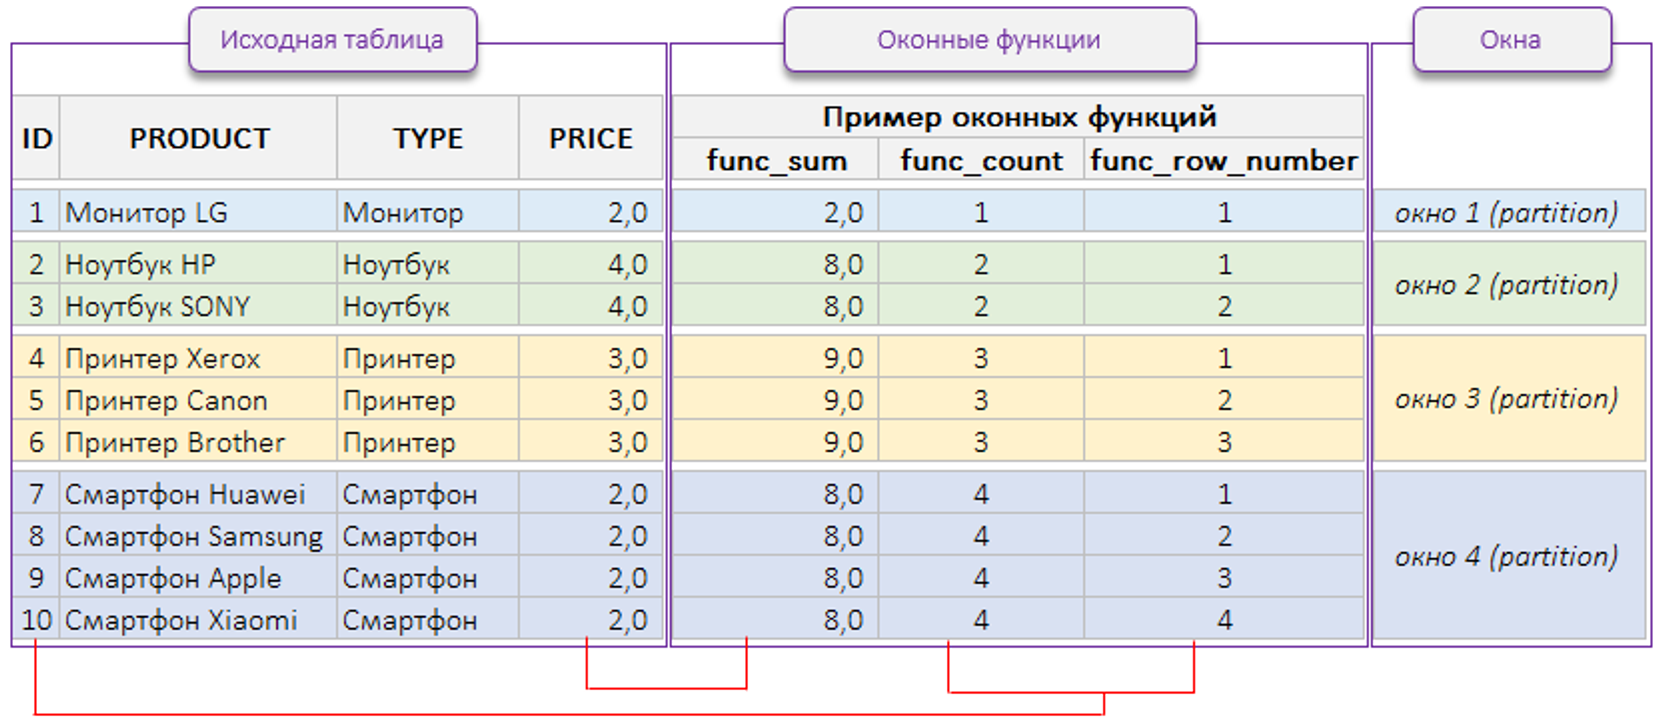 Исходная таблица Оконные функции Окна
Пример оконных функций
ID PRODUCT TYPE PRICE func_sum func_count func_row_number
1 Монитор LG Монитор 2,0 2,0 1 1 окно 1 (partition)
2 Ноутбук HP Ноутбук 4,0 8,0 2 1
окно 2 (partition)
3 Ноутбук SONY Ноутбук 4,0 8,0 2 2
4 Принтер Xerox Принтер 3,0 9,0 3 1
5 Принтер Canon Принтер 3,0 9,0 3 2 окно 3 (partition)
6 Принтер Brother Принтер 3,0 9,0 3 3
7 Смартфон Huawei Смартфон 2,0 8,0 4 1
8 Смартфон Samsung Смартфон 2,0 8,0 4 2
окно 4 (partition)
9 Смартфон Apple Смартфон 2,0 8,0 4 3
10 Смартфон Xiaomi Смартфон 2,0 8,0 4 4